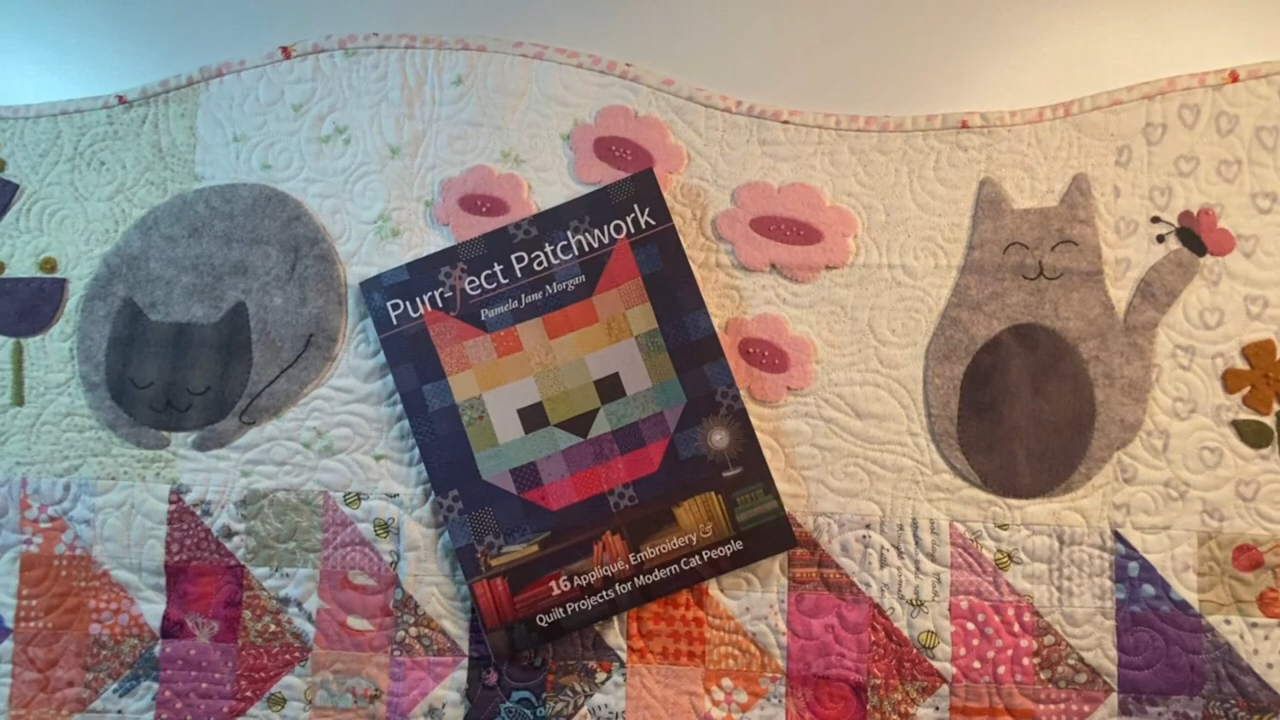 Purr-fect Patchwork
Pamela Jane Morgan
16 Appliqué, Embroidery &
Quilt Projects for Modern Cat People